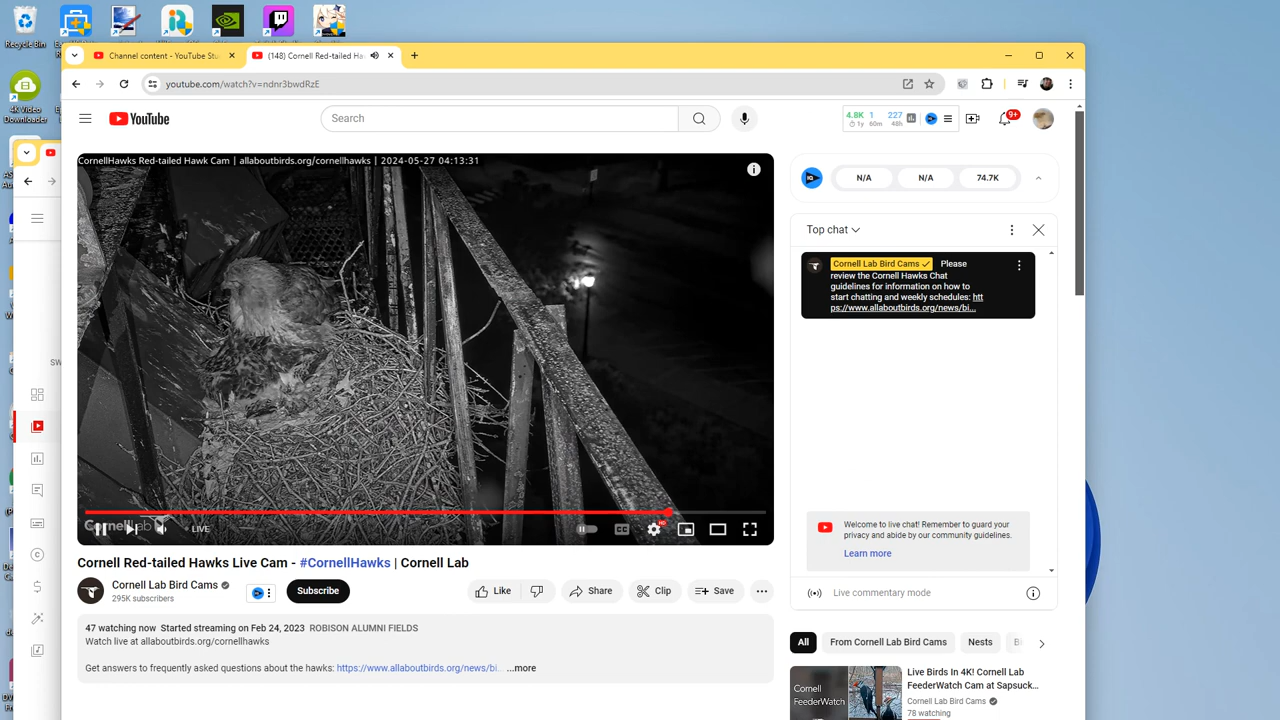 Recycle Bin
4K Video
Downloader
Channel content - YouTube Stu
(148) Cornell Red-tailed Ha
youtube.com/watch?v=ndnr3bwdRzE
YouTube
Search
4.8K 1 227
1y 60m 48h
9+
CornellHawks Red-tailed Hawk Cam | allaboutbirds.org/cornellhawks | 2024-05-27 04:13:31
CornellLab
LIVE
CC
HD
N/A
N/A
74.7K
Top chat
Cornell Lab Bird Cams Please
review the Cornell Hawks Chat
guidelines for information on how to
start chatting and weekly schedules: htt
ps://www.allaboutbirds.org/news/bi...
Welcome to live chat! Remember to guard your
privacy and abide by our community guidelines.
Learn more
Live commentary mode
Cornell Red-tailed Hawks Live Cam - #CornellHawks | Cornell Lab
Cornell Lab Bird Cams
295K subscribers
Subscribe
Like
Share
Clip
Save
47 watching now Started streaming on Feb 24, 2023 ROBISON ALUMNI FIELDS
Watch live at allaboutbirds.org/cornellhawks
Get answers to frequently asked questions about the hawks: https://www.allaboutbirds.org/news/bi... ...more
All
From Cornell Lab Bird Cams
Nests
Cornell
FeederWatch
Live Birds In 4K! Cornell Lab
FeederWatch Cam at Sapsuck...
Cornell Lab Bird Cams
78 watching